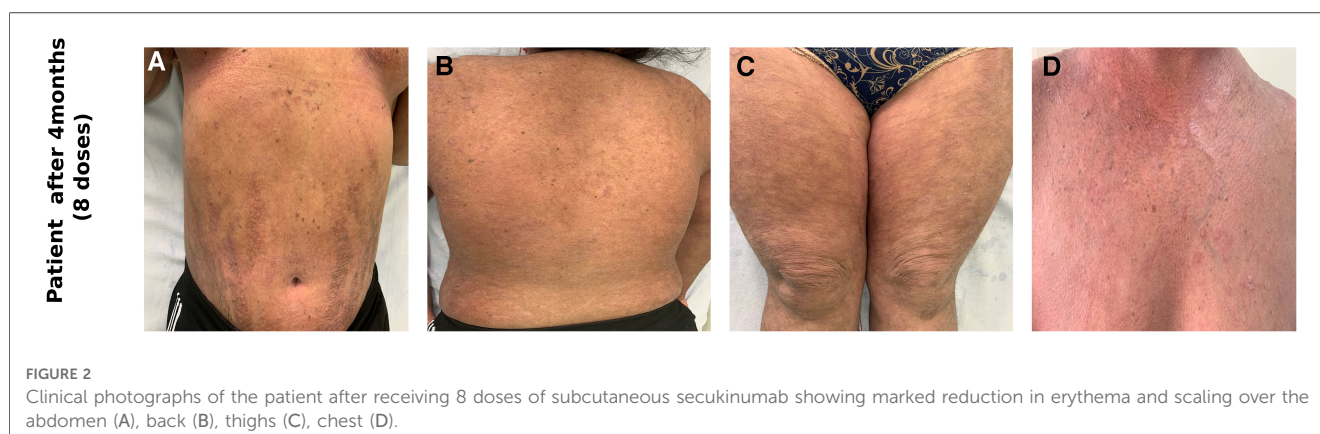 Patient after 4months
(8 doses)
A
B
C
D
FIGURE 2
Clinical photographs of the patient after receiving 8 doses of subcutaneous secukinumab showing marked reduction in erythema and scaling over the
abdomen (A), back (B), thighs (C), chest (D).